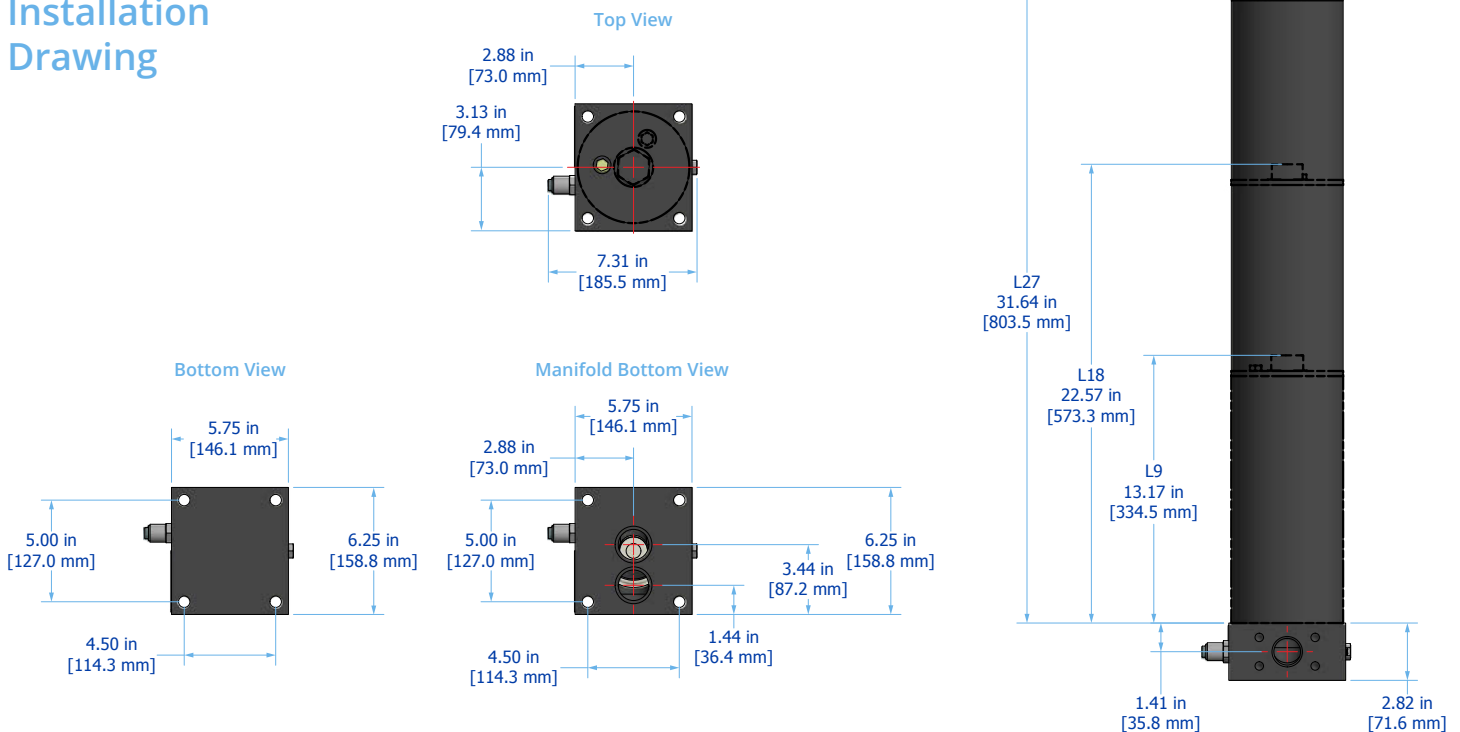 Installation
Drawing
Top View
2.88 in
[73.0 mm]
3.13 in
[79.4 mm]
7.31 in
[185.5 mm]
Bottom View
5.75 in
[146.1 mm]
5.00 in
[127.0 mm]
6.25 in
[158.8 mm]
4.50 in
[114.3 mm]
Manifold Bottom View
5.75 in
[146.1 mm]
2.88 in
[73.0 mm]
5.00 in
[127.0 mm]
6.25 in
[158.8 mm]
3.44 in
[87.2 mm]
1.44 in
[36.4 mm]
4.50 in
[114.3 mm]
L27
31.64 in
[803.5 mm]
L18
22.57 in
[573.3 mm]
L9
13.17 in
[334.5 mm]
1.41 in
[35.8 mm]
2.82 in
[71.6 mm]